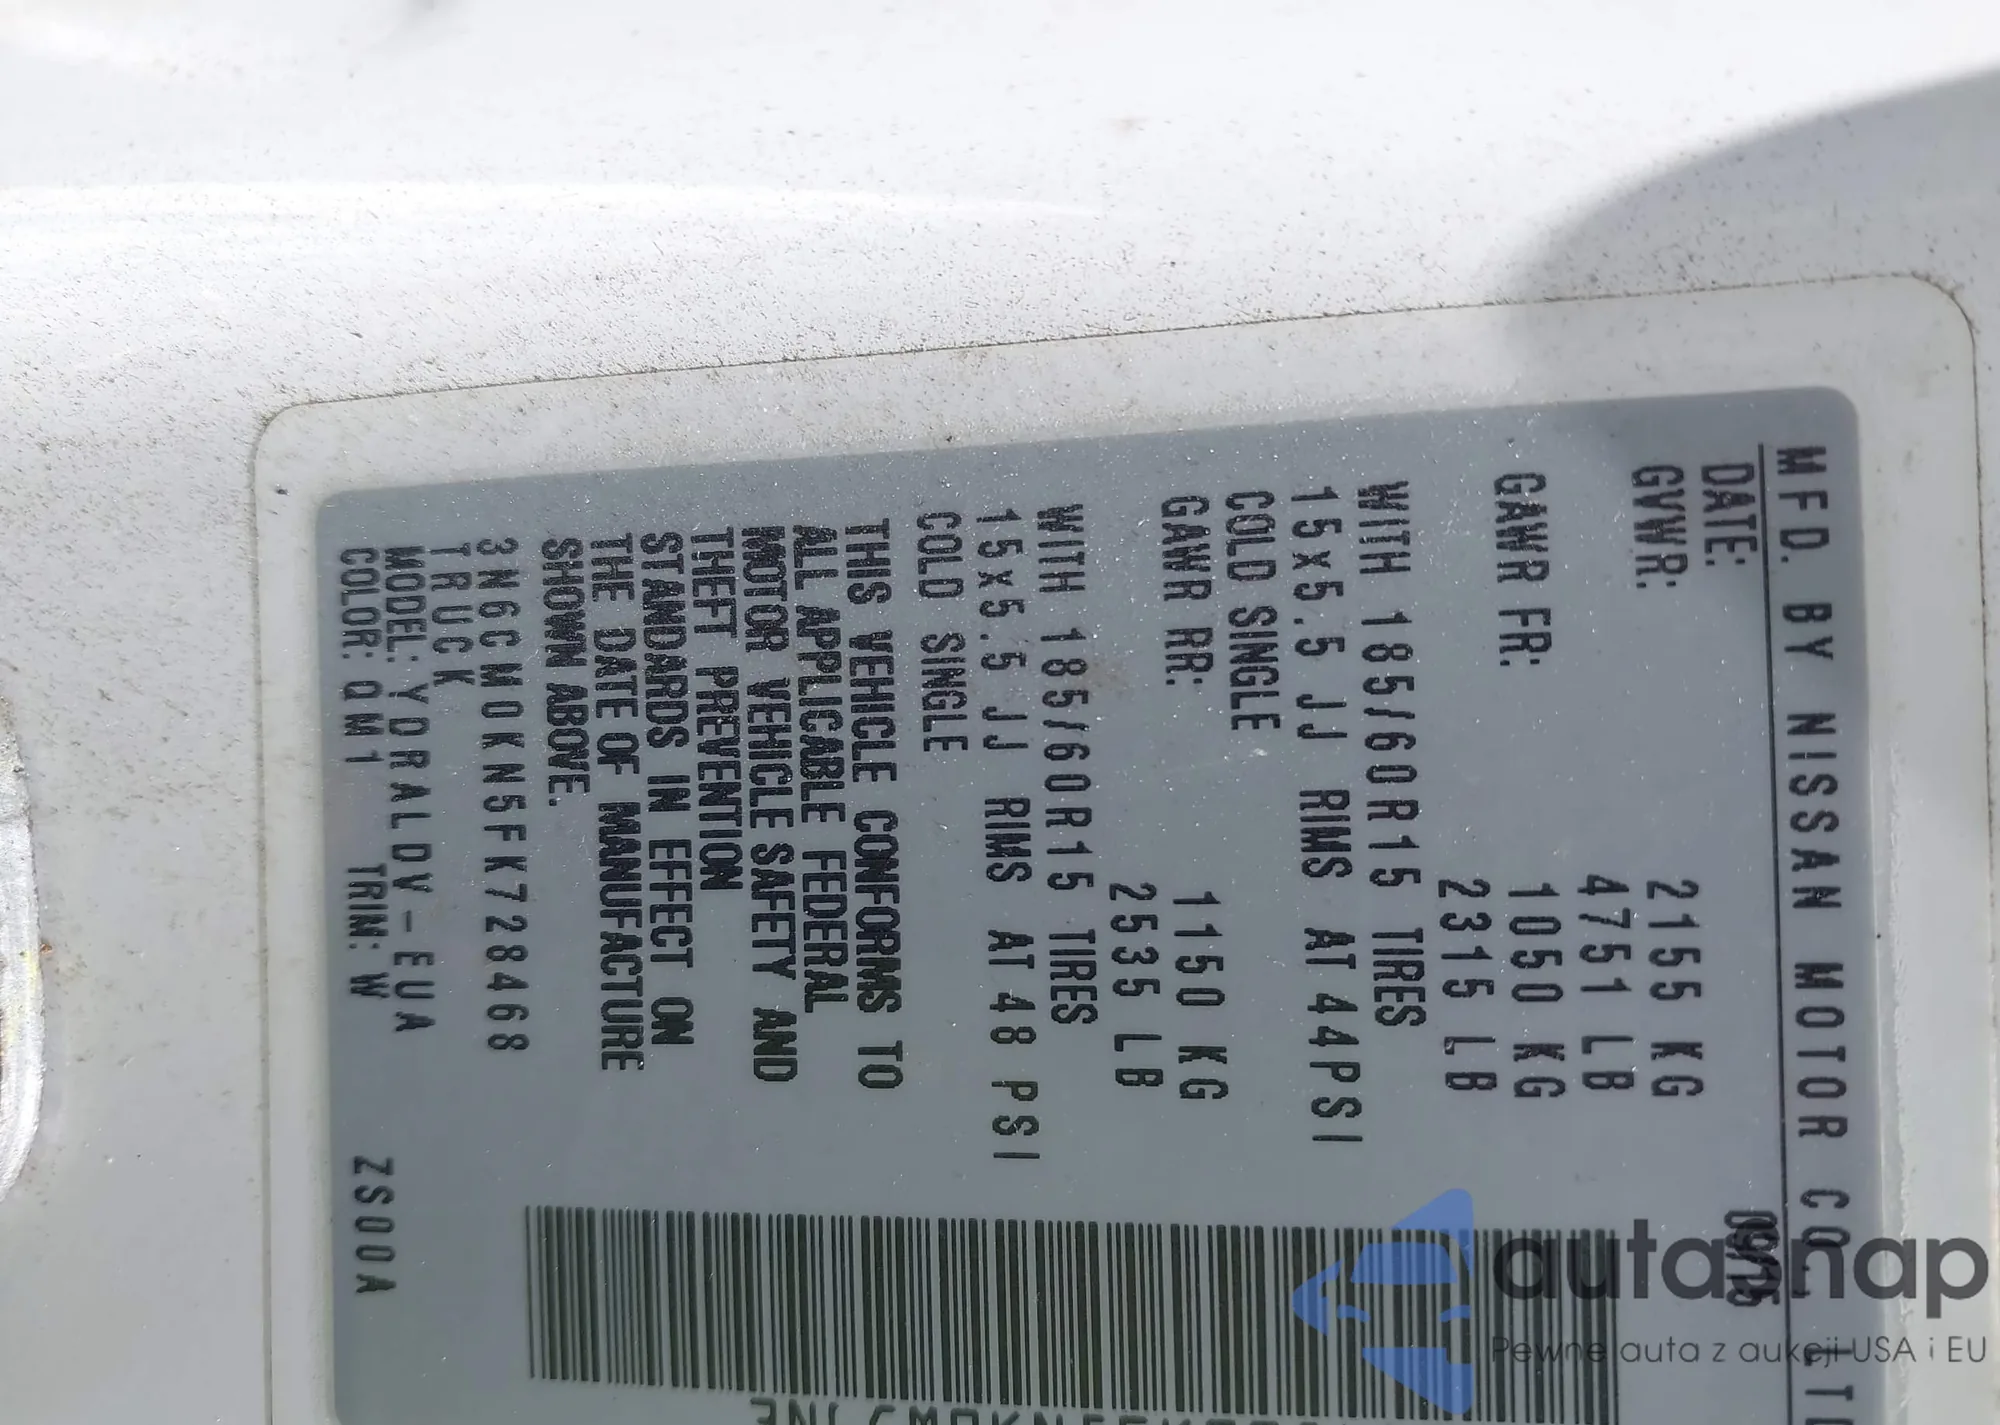 MFD. BY NISSAN MOTOR CO., LTD
DATE: 09/15
GVWR: 2155 KG
4751 LB
GAWR FR: 1050 KG
2315 LB
WITH 185/60R15 TIRES
15x5.5 JJ RIMS AT 44PSI
COLD SINGLE
GAWR RR: 1150 KG
2535 LB
WITH 185/60R15 TIRES
15x5.5 JJ RIMS AT 48 PSI
COLD SINGLE
THIS VEHICLE CONFORMS TO
ALL APPLICABLE FEDERAL
MOTOR VEHICLE SAFETY AND
THEFT PREVENTION
STANDARDS IN EFFECT ON
THE DATE OF MANUFACTURE
SHOWN ABOVE.
3N6CM0KN5FK728468
TRUCK
MODEL: YDRALDV-EUA
COLOR: QM1 TRIN: W ZS00A
autasnap
Pewne auta z aukcji USA i EU